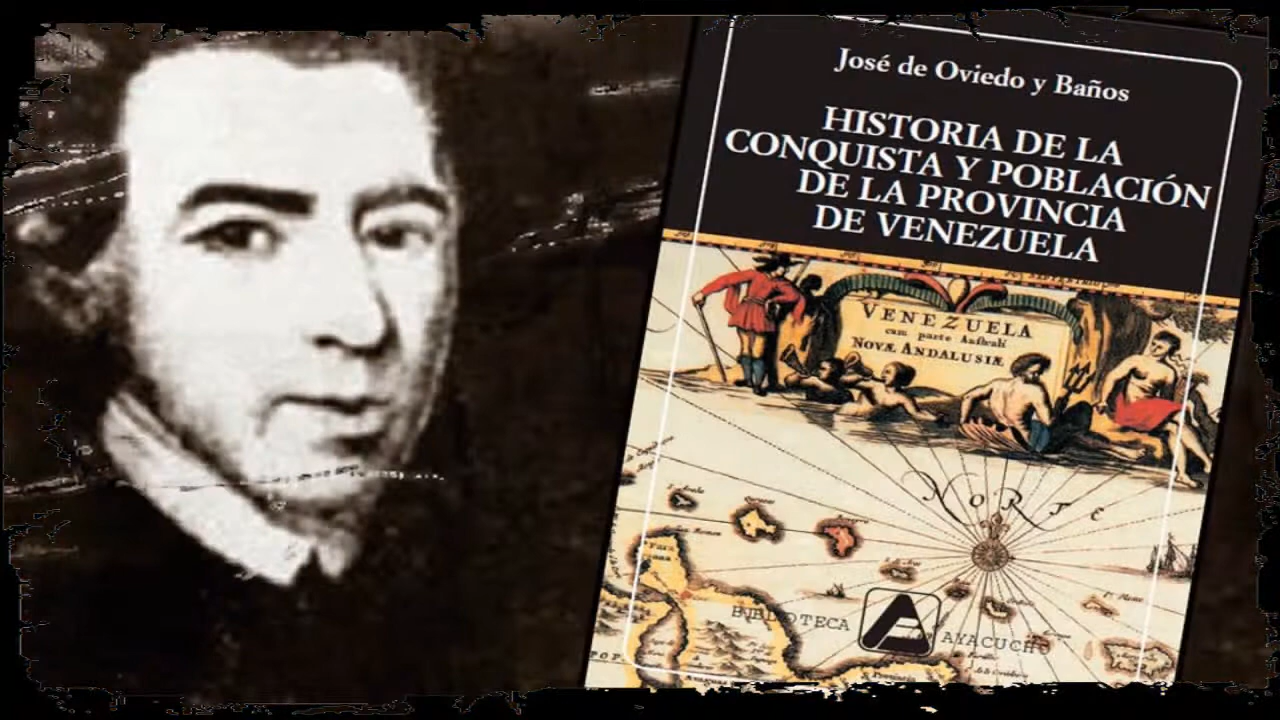 José de Oviedo y Baños
HISTORIA DE LA
CONQUISTA Y POBLACIÓN
DE LA PROVINCIA
DE VENEZUELA
VENEZUELA
cum parte Australi
NOVÆ ANDALUSIÆ
NORTE
BIBLIOTECA AYACUCHO